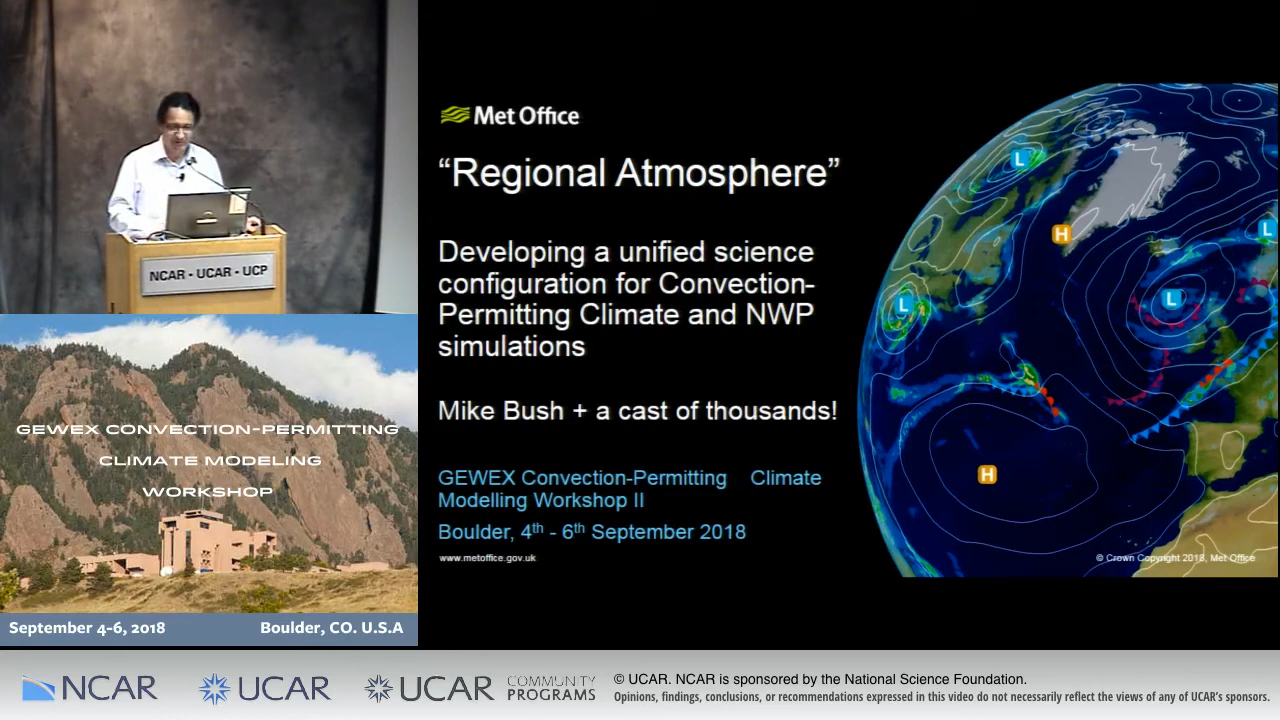 NCAR • UCAR • UCP
GEWEX CONVECTION-PERMITTING
CLIMATE MODELING
WORKSHOP
September 4-6, 2018 Boulder, CO. U.S.A
Met Office
“Regional Atmosphere”
Developing a unified science
configuration for Convection-
Permitting Climate and NWP
simulations
Mike Bush + a cast of thousands!
GEWEX Convection-Permitting Climate
Modelling Workshop II
Boulder, 4th - 6th September 2018
www.metoffice.gov.uk
© Crown Copyright 2018, Met Office
L
H
L
L
L
H
NCAR
UCAR
UCAR
COMMUNITY
PROGRAMS
© UCAR. NCAR is sponsored by the National Science Foundation.
Opinions, findings, conclusions, or recommendations expressed in this video do not necessarily reflect the views of any of UCAR's sponsors.